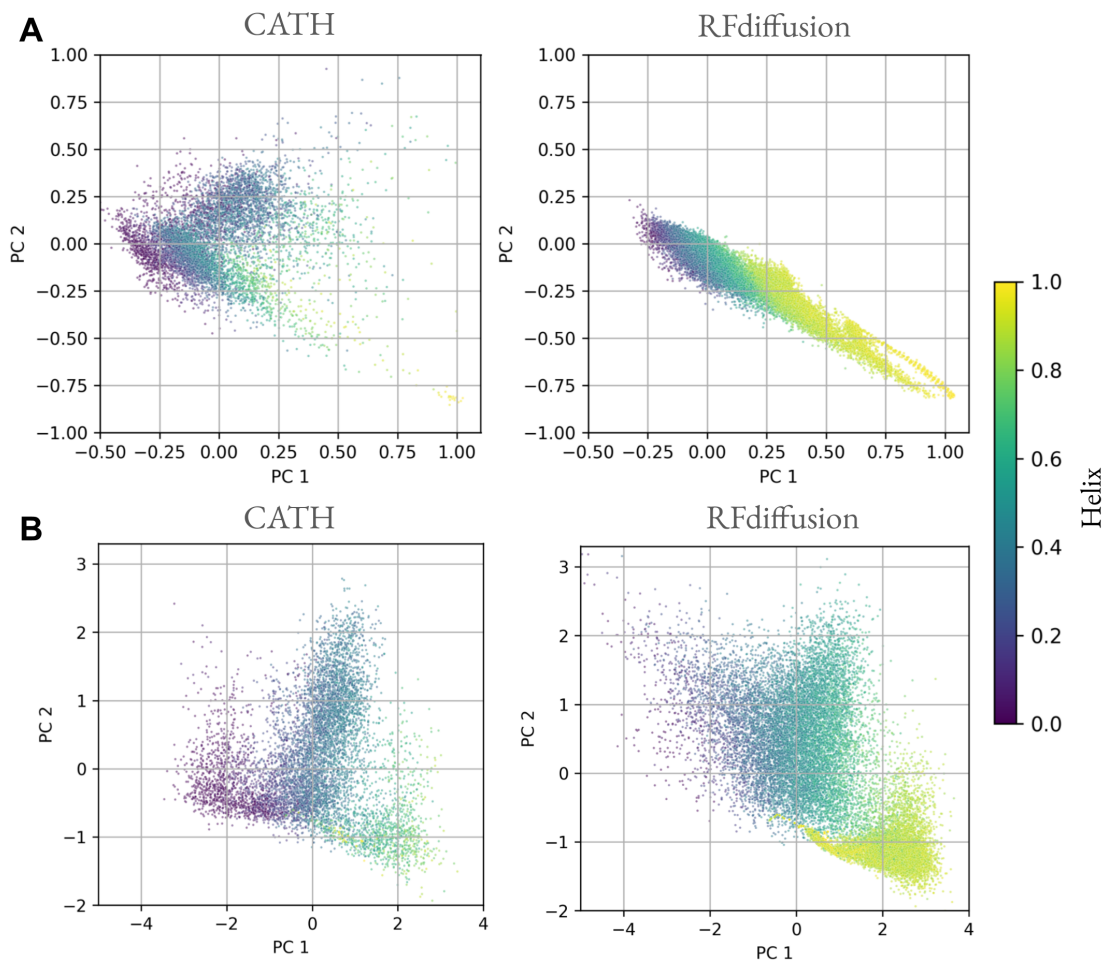 A
CATH
RFdiffusion
1.00
0.75
0.50
0.25
0.00
−0.25
−0.50
−0.75
−1.00
PC 2
−0.50 −0.25 0.00 0.25 0.50 0.75 1.00
PC 1
1.00
0.75
0.50
0.25
0.00
−0.25
−0.50
−0.75
−1.00
PC 2
−0.50 −0.25 0.00 0.25 0.50 0.75 1.00
PC 1
1.0
0.8
0.6
0.4
0.2
0.0
Helix
B
CATH
RFdiffusion
3
2
1
0
−1
−2
PC 2
−4 −2 0 2 4
PC 1
3
2
1
0
−1
−2
PC 2
−4 −2 0 2 4
PC 1